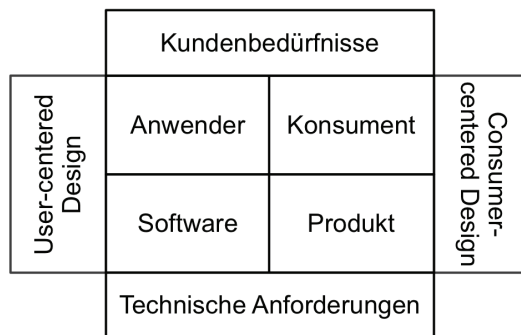 Kundenbedürfnisse
User-centered
Design
Anwender
Konsument
Software
Produkt
Consumer-
centered Design
Technische Anforderungen